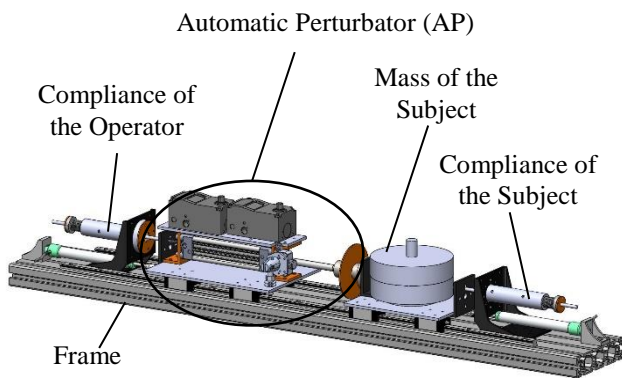 Automatic Perturbator (AP)
Mass of the
Subject
Compliance of
the Operator
Compliance of
the Subject
Frame